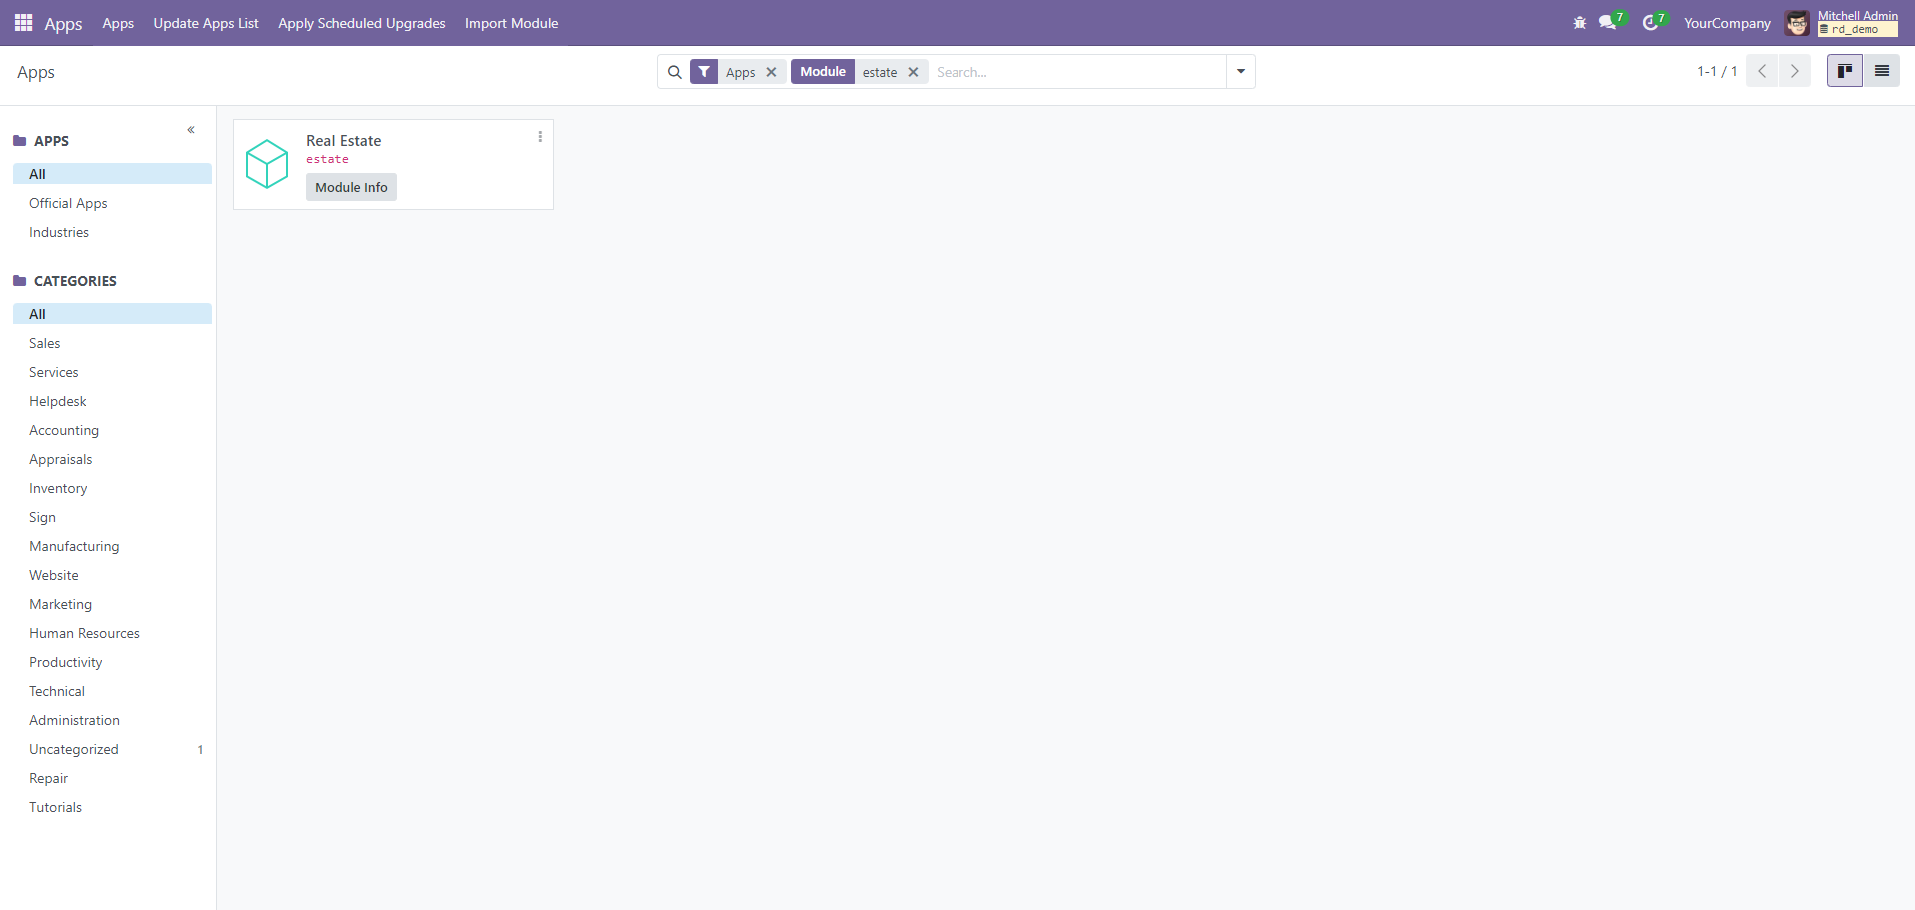 Apps Apps Update Apps List Apply Scheduled Upgrades Import Module 7 7 YourCompany Mitchell Admin
rd_demo
Apps Apps Module estate Search... 1-1 / 1
APPS
All
Official Apps
Industries
CATEGORIES
All
Sales
Services
Helpdesk
Accounting
Appraisals
Inventory
Sign
Manufacturing
Website
Marketing
Human Resources
Productivity
Technical
Administration
Uncategorized 1
Repair
Tutorials
Real Estate
estate
Module Info